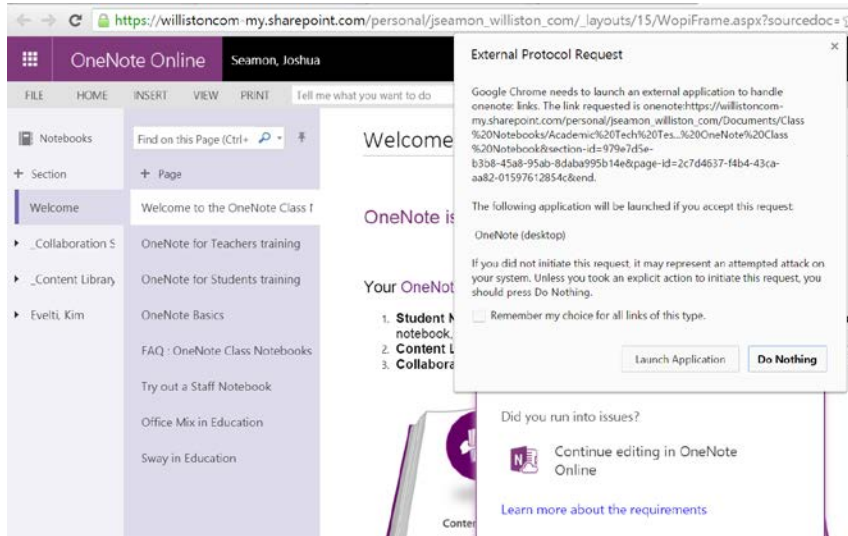 https://willistoncom-my.sharepoint.com/personal/jseamon_williston_com/_layouts/15/WopiFrame.aspx?sourcedoc=
OneNote Online
Seamon, Joshua
FILE HOME INSERT VIEW PRINT Tell me what you want to do
Notebooks
Find on this Page (Ctrl+
+ Section
+ Page
Welcome
_Collaboration S
_Content Library
Evelti, Kim
Welcome to the OneNote Class
OneNote for Teachers training
OneNote for Students training
OneNote Basics
FAQ : OneNote Class Notebooks
Try out a Staff Notebook
Office Mix in Education
Sway in Education
Welcome
OneNote is
Your OneNot
1. Student N
notebook,
2. Content L
3. Collabora
Conter
External Protocol Request
Google Chrome needs to launch an external application to handle
onenote: links. The link requested is onenote:https://willistoncom-
my.sharepoint.com/personal/jseamon_williston_com/Documents/Class
%20Notebooks/Academic%20Tech%20Tes...%20OneNote%20Class
%20Notebook&section-id=979e7d5e-
b3b8-45a8-95ab-8daba995b14e&page-id=2c7d4637-f4b4-43ca-
aa82-01597612854c&end.
The following application will be launched if you accept this request:
OneNote (desktop)
If you did not initiate this request, it may represent an attempted attack on
your system. Unless you took an explicit action to initiate this request, you
should press Do Nothing.
Remember my choice for all links of this type.
Launch Application
Do Nothing
Did you run into issues?
Continue editing in OneNote
Online
Learn more about the requirements